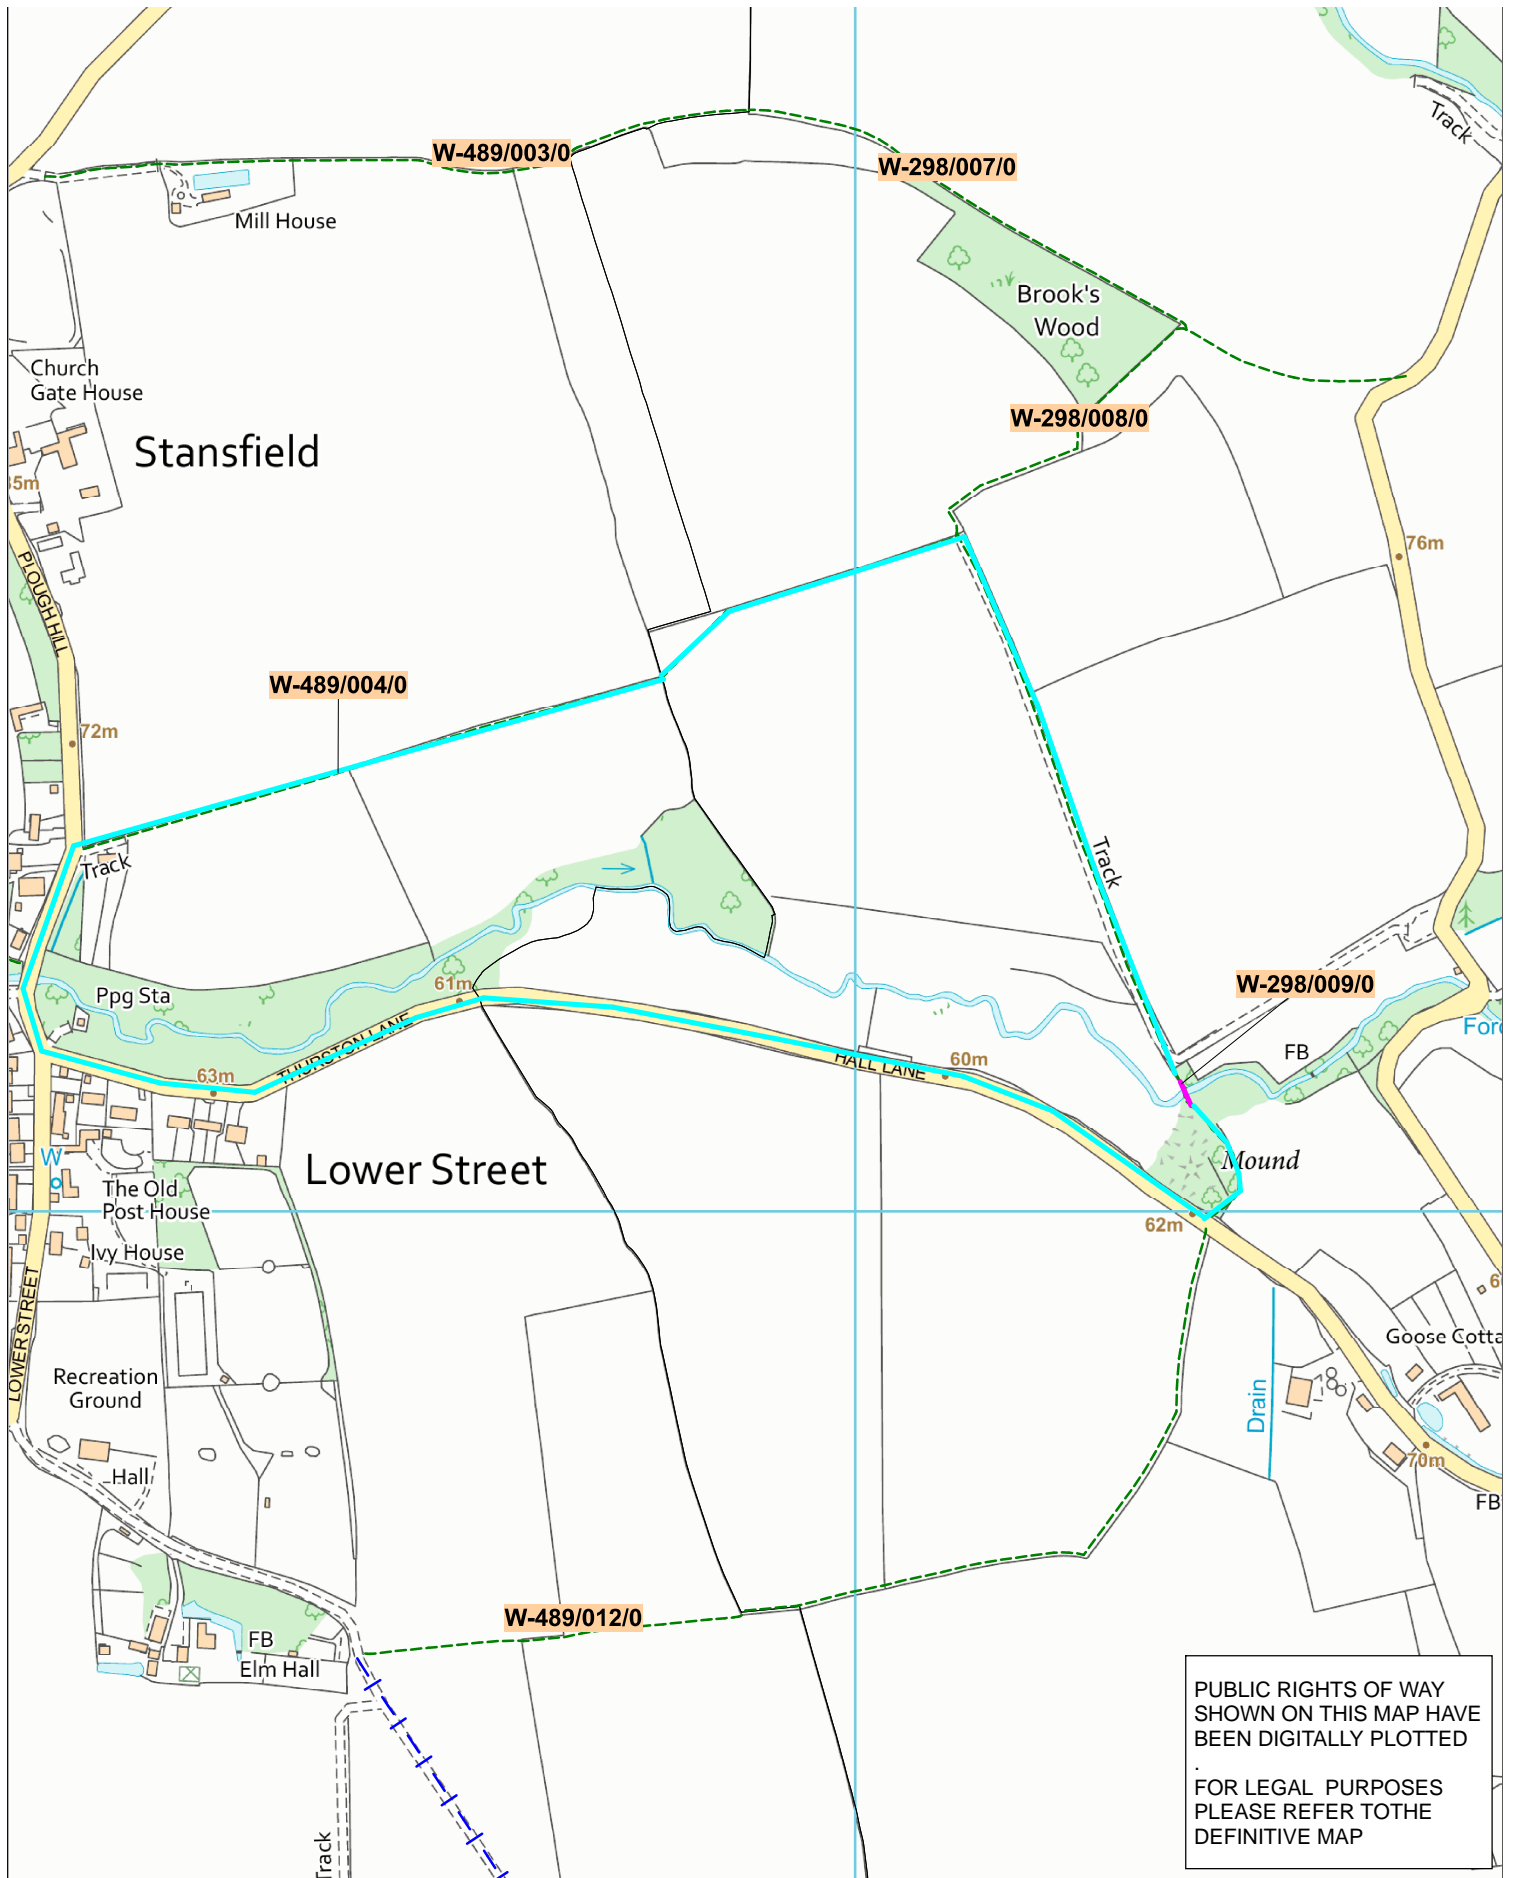 Track
W-489/003/0
W-298/007/0
Mill House
Brook's
Wood
Church
Gate House
W-298/008/0
Stansfield
76m
PLOUGH HILL
W-489/004/0
72m
Track
Track
W-298/009/0
61m
Ppg Sta
Ford
FB
HALL LANE
60m
THURSTON LANE
63m
Mound
W
Lower Street
The Old
Post House
62m
Ivy House
LOWER STREET
Goose Cotta
Recreation
Ground
Drain
70m
Hall
FB
W-489/012/0
FB
Elm Hall
Track
PUBLIC RIGHTS OF WAY
SHOWN ON THIS MAP HAVE
BEEN DIGITALLY PLOTTED
.
FOR LEGAL PURPOSES
PLEASE REFER TOTHE
DEFINITIVE MAP